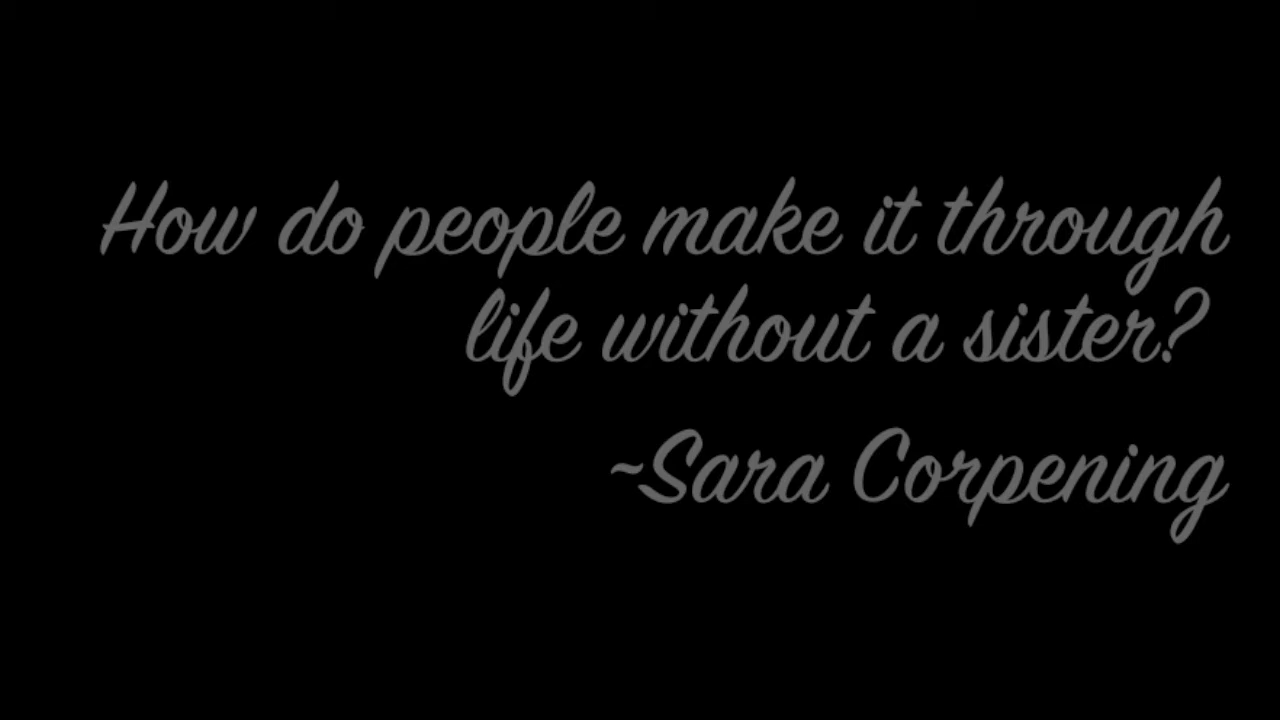 How do people make it through
life without a sister?
~Sara Corpening